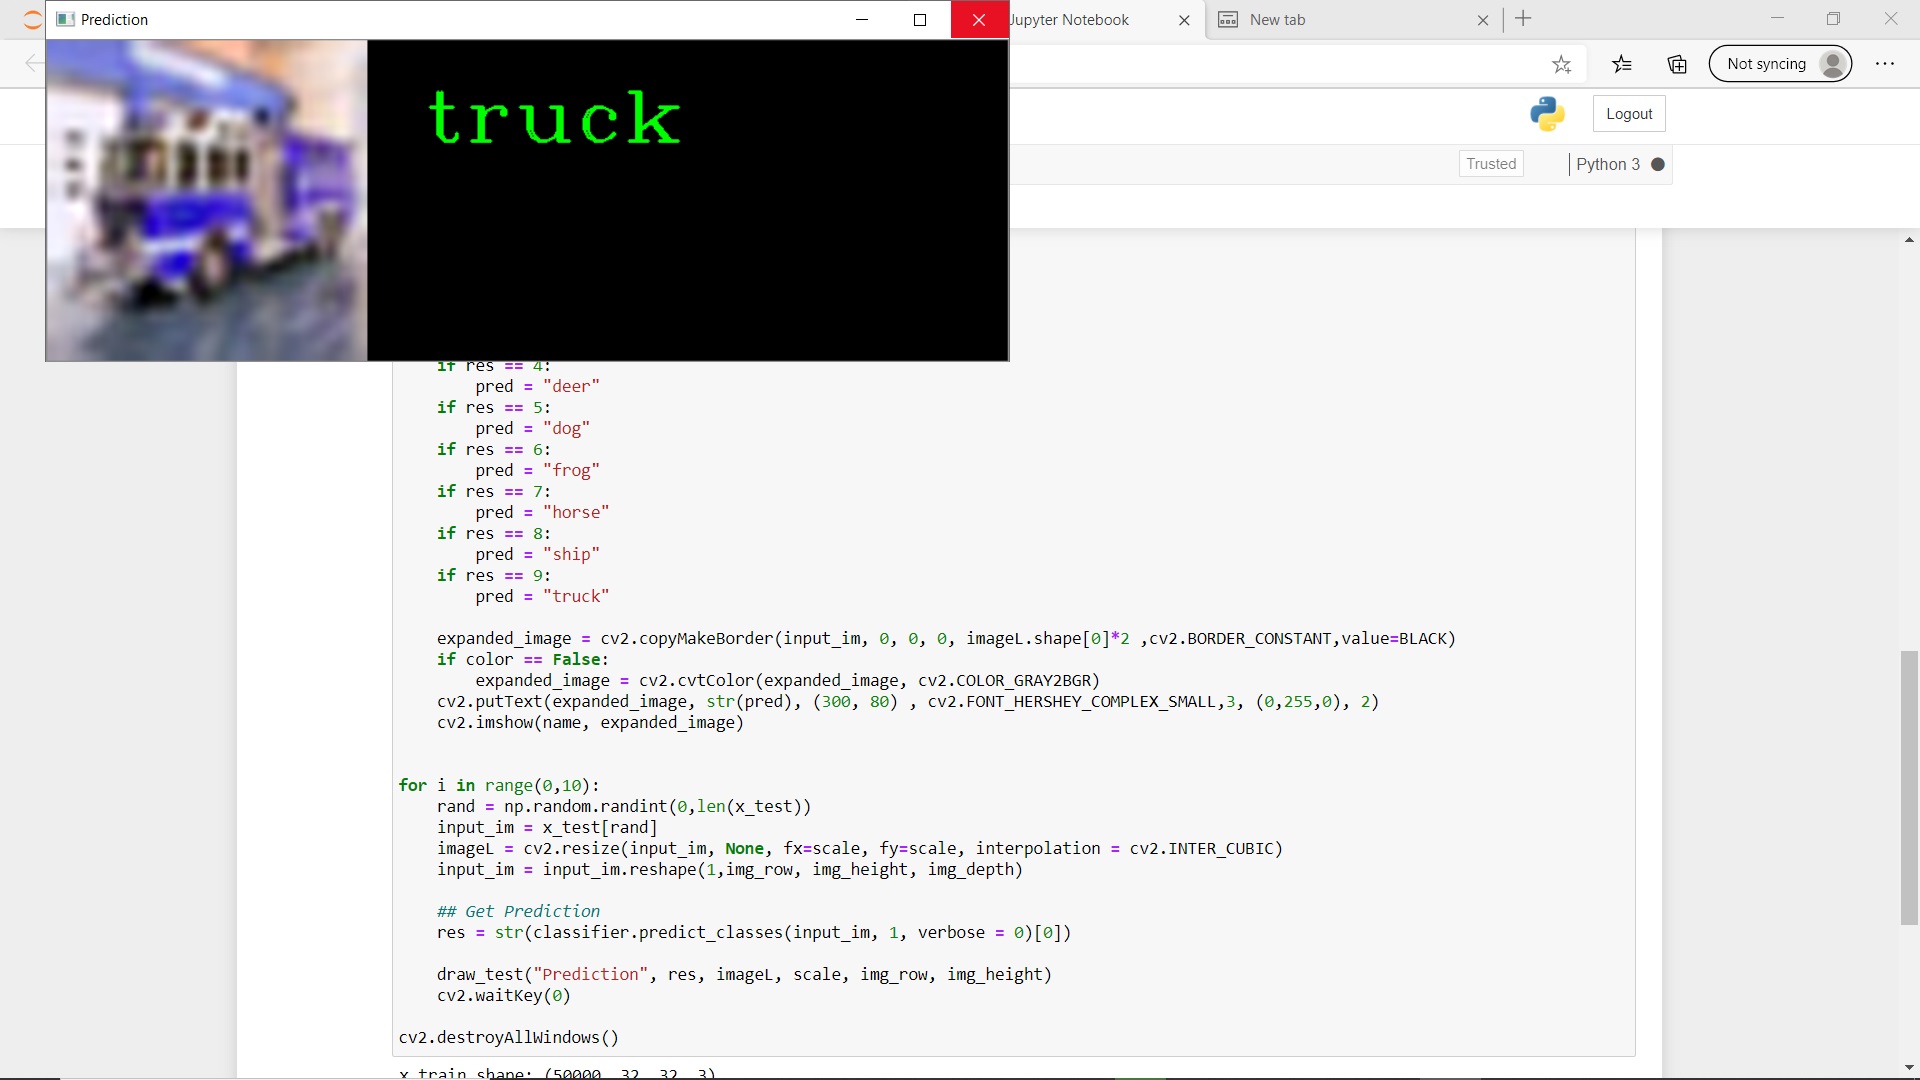 Prediction
Jupyter Notebook
New tab
truck
Not syncing
Logout
Trusted
Python 3
if res == 4:
pred = "deer"
if res == 5:
pred = "dog"
if res == 6:
pred = "frog"
if res == 7:
pred = "horse"
if res == 8:
pred = "ship"
if res == 9:
pred = "truck"
expanded_image = cv2.copyMakeBorder(input_im, 0, 0, 0, imageL.shape[0]*2 ,cv2.BORDER_CONSTANT,value=BLACK)
if color == False:
expanded_image = cv2.cvtColor(expanded_image, cv2.COLOR_GRAY2BGR)
cv2.putText(expanded_image, str(pred), (300, 80) , cv2.FONT_HERSHEY_COMPLEX_SMALL,3, (0,255,0), 2)
cv2.imshow(name, expanded_image)
for i in range(0,10):
rand = np.random.randint(0,len(x_test))
input_im = x_test[rand]
imageL = cv2.resize(input_im, None, fx=scale, fy=scale, interpolation = cv2.INTER_CUBIC)
input_im = input_im.reshape(1,img_row, img_height, img_depth)
## Get Prediction
res = str(classifier.predict_classes(input_im, 1, verbose = 0)[0])
draw_test("Prediction", res, imageL, scale, img_row, img_height)
cv2.waitKey(0)
cv2.destroyAllWindows()
x_train shape: (50000, 32, 32, 3)